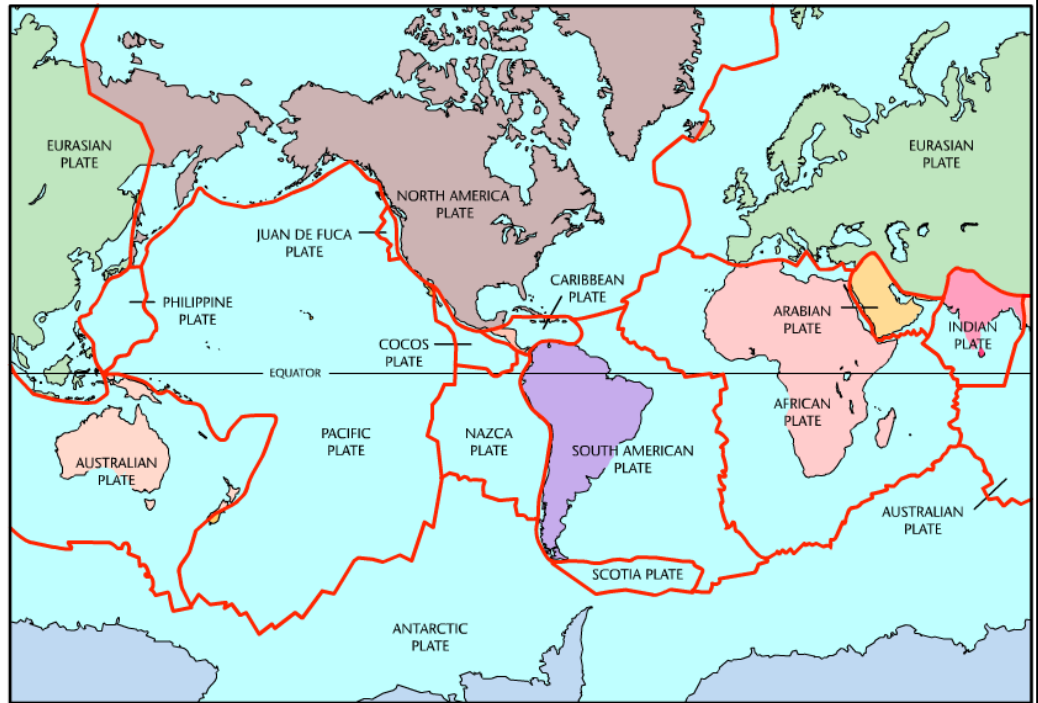 EURASIAN
PLATE
EURASIAN
PLATE
NORTH AMERICA
PLATE
JUAN DE FUCA
PLATE
CARIBBEAN
PLATE
PHILIPPINE
PLATE
ARABIAN
PLATE
INDIAN
PLATE
COCOS
PLATE
EQUATOR
AFRICAN
PLATE
PACIFIC
PLATE
NAZCA
PLATE
SOUTH AMERICAN
PLATE
AUSTRALIAN
PLATE
AUSTRALIAN
PLATE
SCOTIA PLATE
ANTARCTIC
PLATE